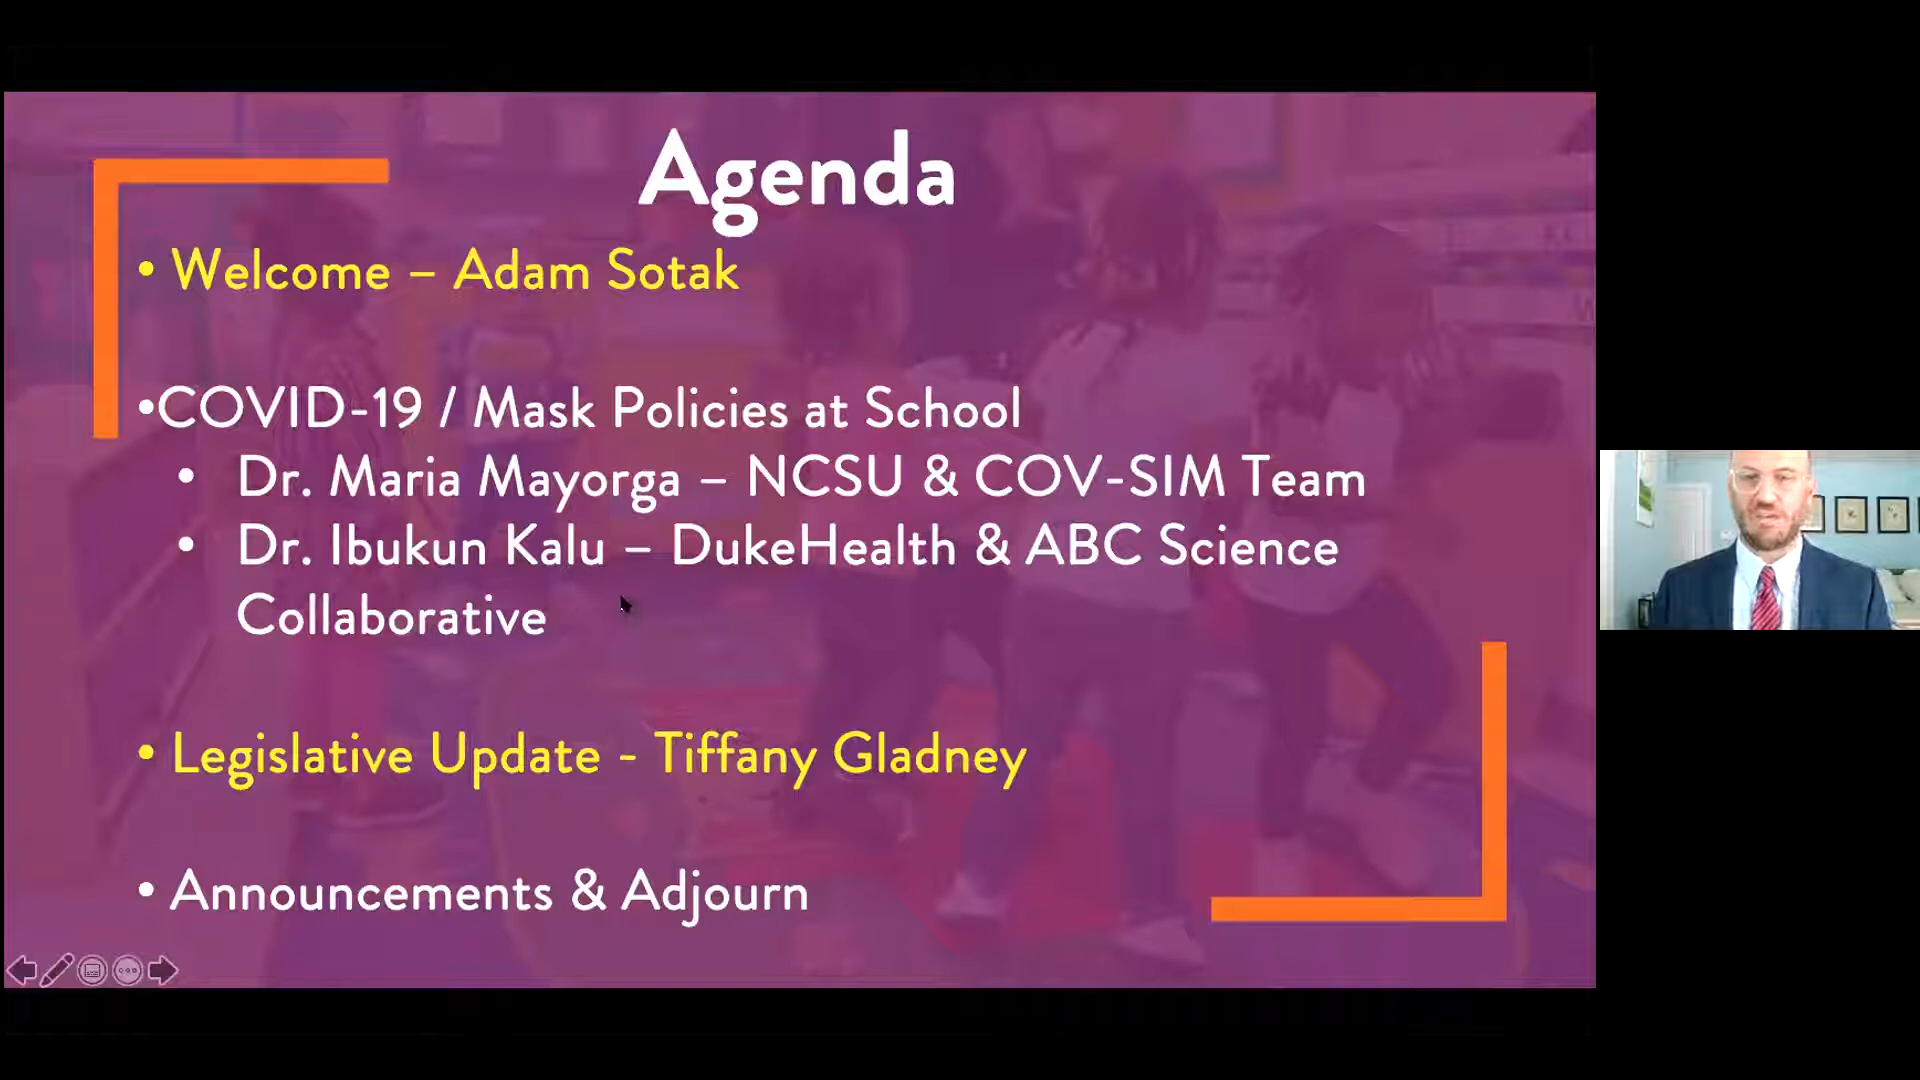 Agenda
• Welcome – Adam Sotak
•COVID-19 / Mask Policies at School
• Dr. Maria Mayorga – NCSU & COV-SIM Team
• Dr. Ibukun Kalu – DukeHealth & ABC Science
Collaborative
• Legislative Update - Tiffany Gladney
• Announcements & Adjourn